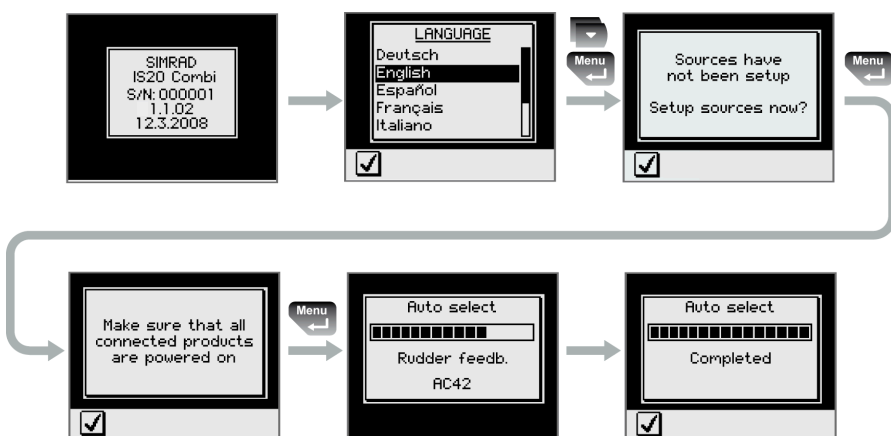 SIMRAD
IS20 Combi
S/N: 000001
1.1.02
12.3.2008
LANGUAGE
Deutsch
English
Español
Français
Italiano
Menu
Sources have
not been setup
Setup sources now?
Menu
Make sure that all
connected products
are powered on
Menu
Auto select
Rudder feedb.
AC42
Auto select
Completed